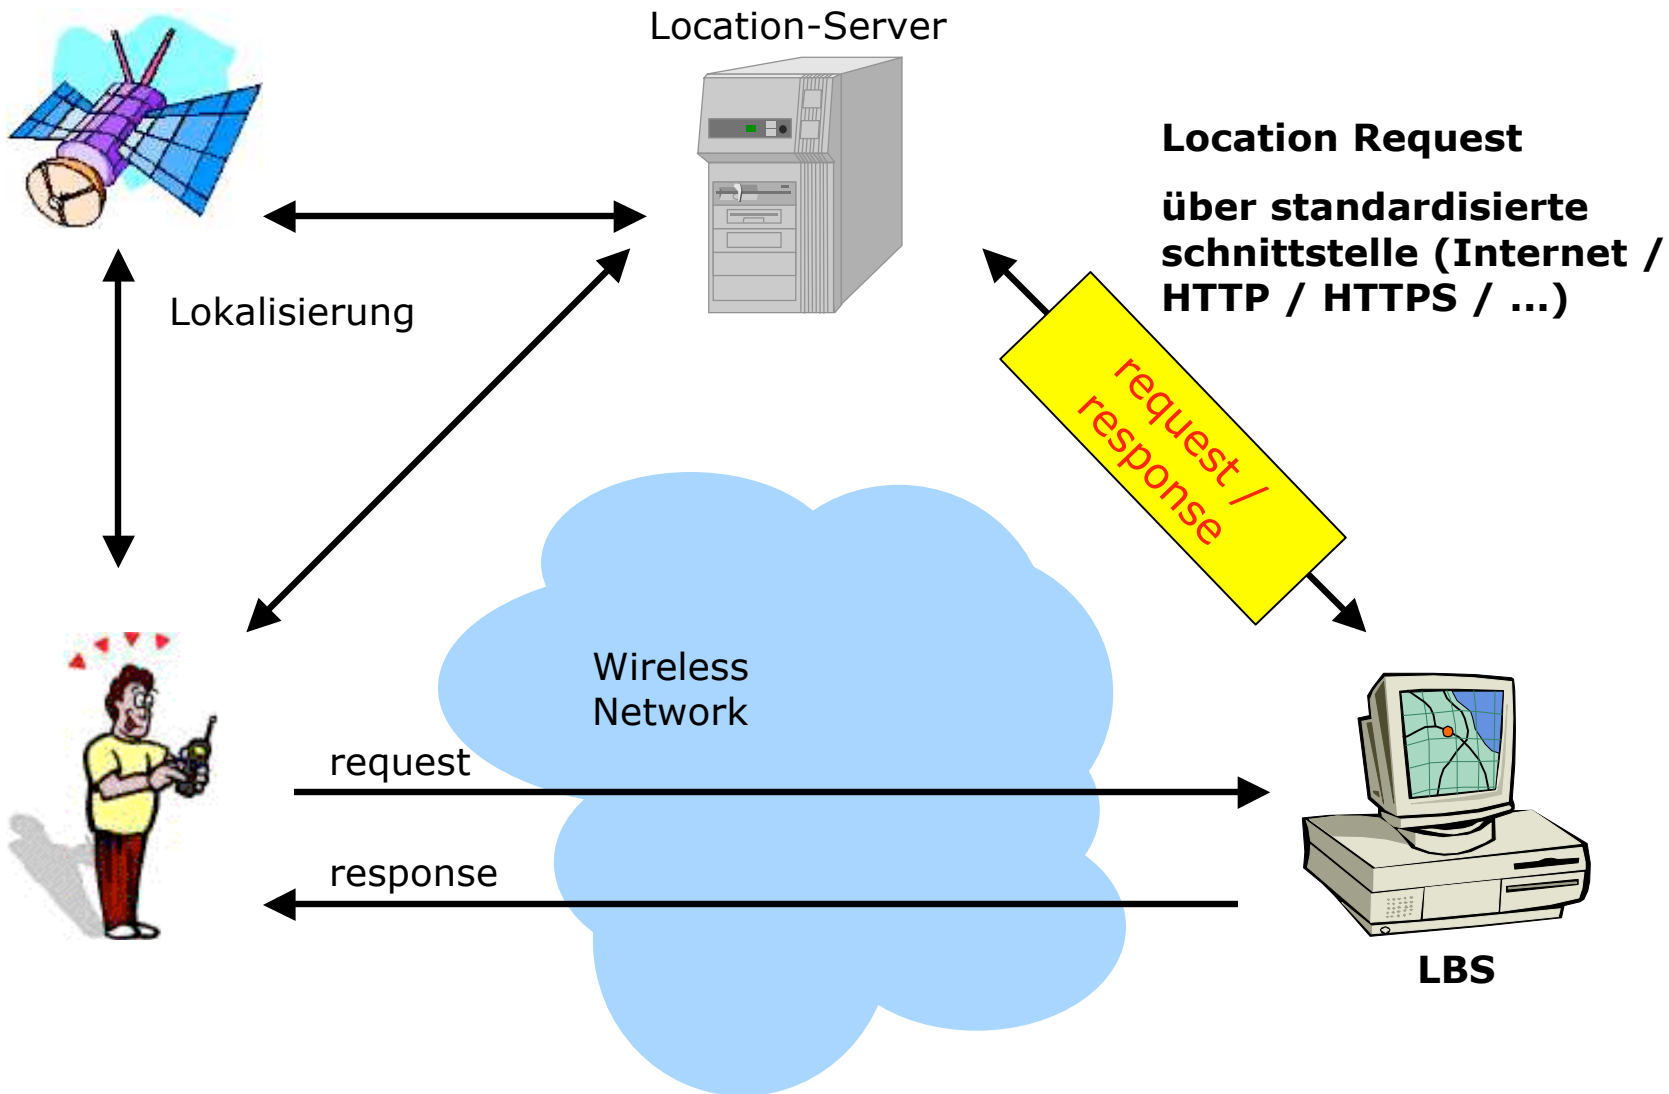 Location-Server
Location Request
über standardisierte
schnittstelle (Internet /
HTTP / HTTPS / ...)
Lokalisierung
request /
response
Wireless
Network
request
response
LBS